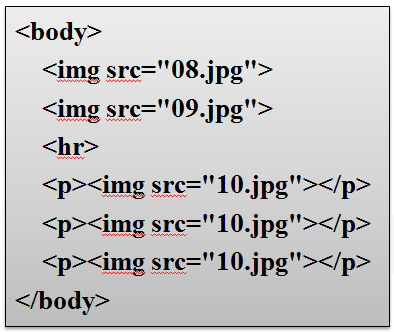 <body>
<img src="08.jpg">
<img src="09.jpg">
<hr>
<p><img src="10.jpg"></p>
<p><img src="10.jpg"></p>
<p><img src="10.jpg"></p>
</body>